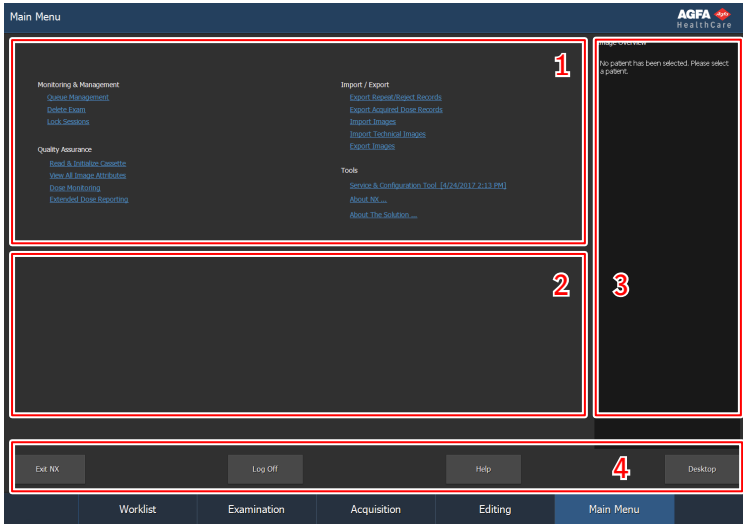 Main Menu
AGFA Agfa
HealthCare
1
Image Overview
No patient has been selected. Please select
a patient.
Monitoring & Management
Queue Management
Delete Exam
Lock Sessions
Quality Assurance
Read & Initialize Cassette
View All Image Attributes
Dose Monitoring
Extended Dose Reporting
Import / Export
Export Repeat/Reject Records
Export Acquired Dose Records
Import Images
Import Technical Images
Export Images
Tools
Service & Configuration Tool [4/24/2017 2:13 PM]
About NX ...
About The Solution ...
2
3
4
Exit NX
Log Off
Help
Desktop
Worklist
Examination
Acquisition
Editing
Main Menu